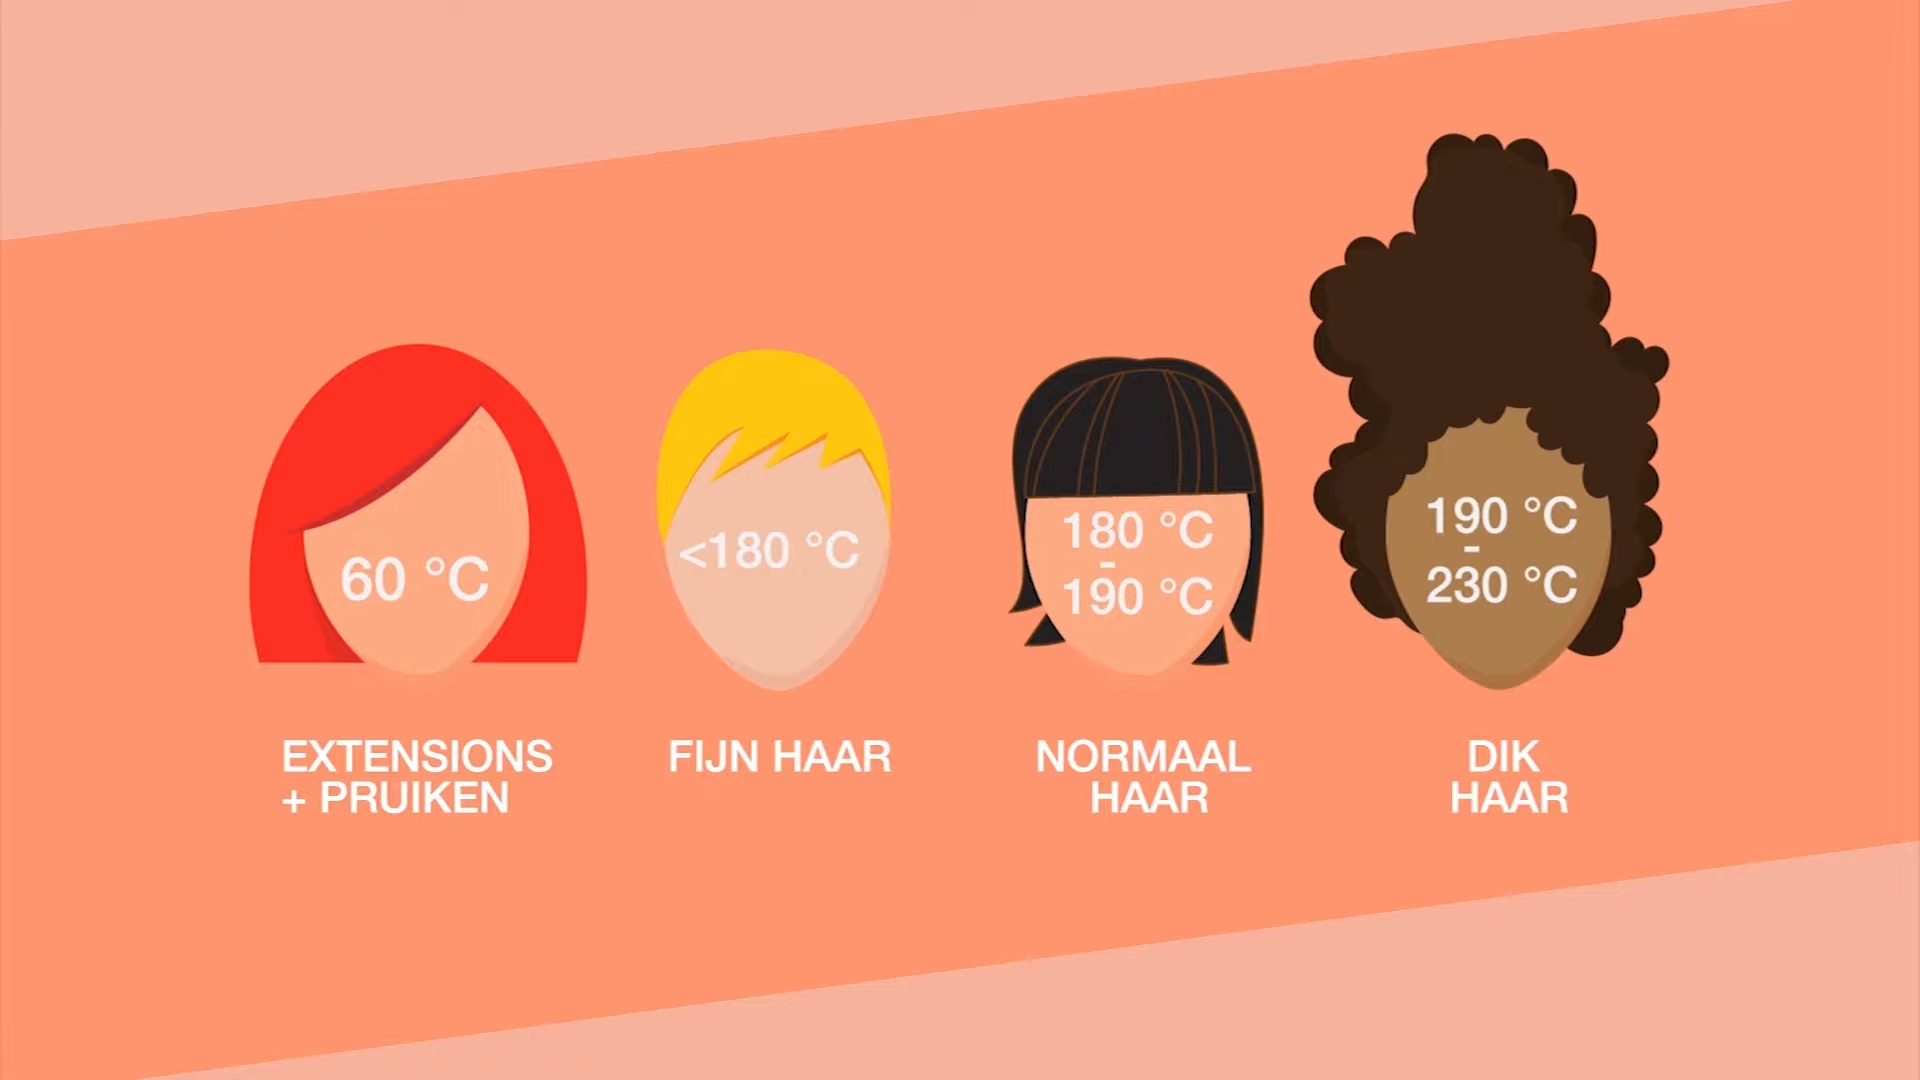 60 °C
<180 °C
180 °C
-
190 °C
190 °C
-
230 °C
EXTENSIONS
+ PRUIKEN
FIJN HAAR
NORMAAL
HAAR
DIK
HAAR